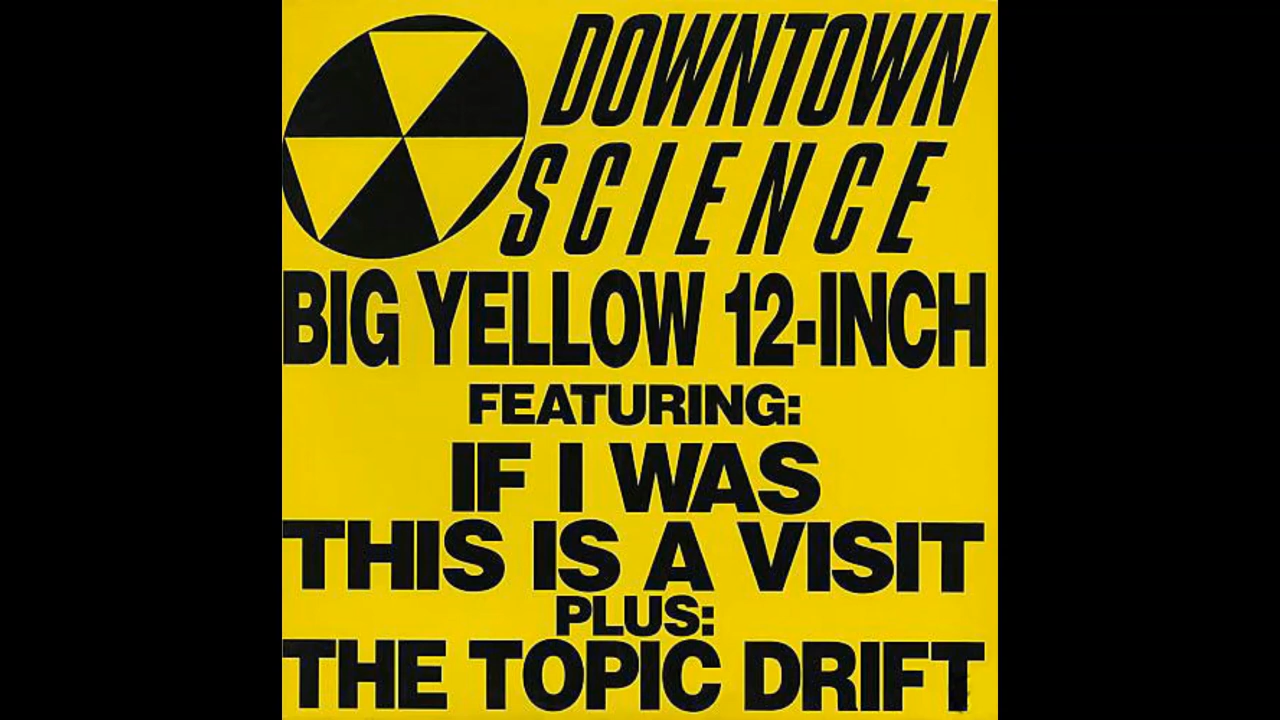 DOWNTOWN
SCIENCE
BIG YELLOW 12-INCH
FEATURING:
IF I WAS
THIS IS A VISIT
PLUS:
THE TOPIC DRIFT